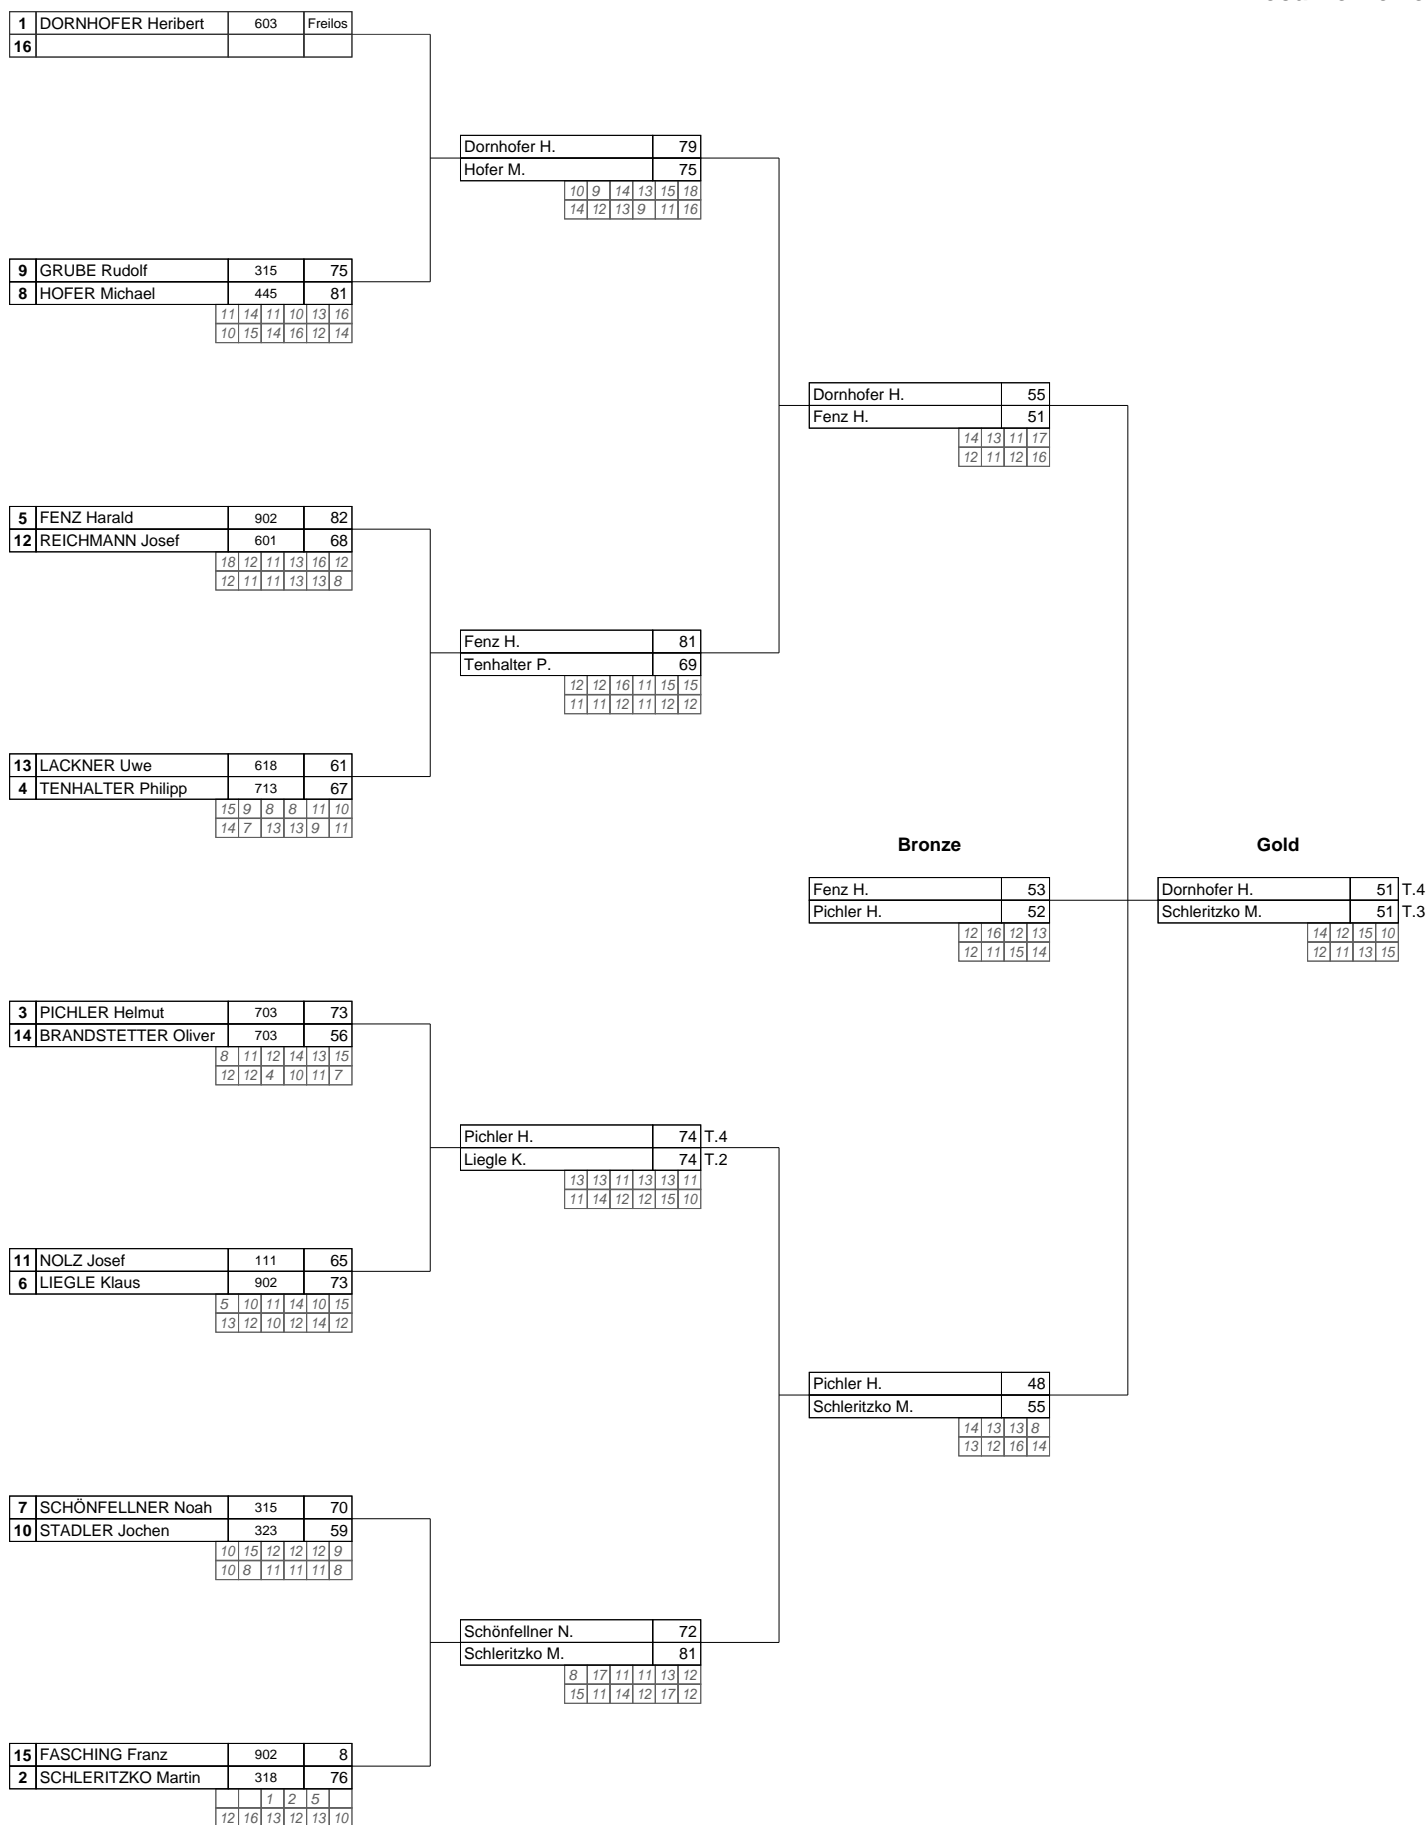 1 DORNHOFER Heribert 603 Freilos
16
Dornhofer H. 79
Hofer M. 75
10 9 14 13 15 18
14 12 13 9 11 16
9 GRUBE Rudolf 315 75
8 HOFER Michael 445 81
11 14 11 10 13 16
10 15 14 16 12 14
Dornhofer H. 55
Fenz H. 51
14 13 11 17
12 11 12 16
5 FENZ Harald 902 82
12 REICHMANN Josef 601 68
18 12 11 13 16 12
12 11 11 13 13 8
Fenz H. 81
Tenhalter P. 69
12 12 16 11 15 15
11 11 12 11 12 12
13 LACKNER Uwe 618 61
4 TENHALTER Philipp 713 67
15 9 8 8 11 10
14 7 13 13 9 11
Bronze
Fenz H. 53
Pichler H. 52
12 16 12 13
12 11 15 14
Gold
Dornhofer H. 51 T.4
Schleritzko M. 51 T.3
14 12 15 10
12 11 13 15
3 PICHLER Helmut 703 73
14 BRANDSTETTER Oliver 703 56
8 11 12 14 13 15
12 12 4 10 11 7
Pichler H. 74 T.4
Liegle K. 74 T.2
13 13 11 13 13 11
11 14 12 12 15 10
11 NOLZ Josef 111 65
6 LIEGLE Klaus 902 73
5 10 11 14 10 15
13 12 10 12 14 12
Pichler H. 48
Schleritzko M. 55
14 13 13 8
13 12 16 14
7 SCHÖNFELLNER Noah 315 70
10 STADLER Jochen 323 59
10 15 12 12 12 9
10 8 11 11 11 8
Schönfellner N. 72
Schleritzko M. 81
8 17 11 11 13 12
15 11 14 12 17 12
15 FASCHING Franz 902 8
2 SCHLERITZKO Martin 318 76
1 2 5
12 16 13 12 13 10